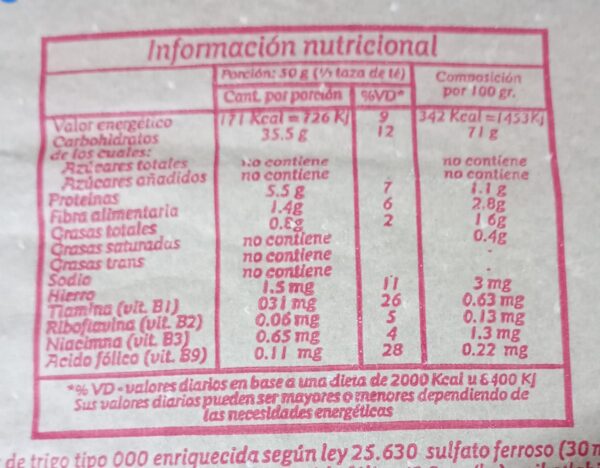 Información nutricional
Porción: 50 g (½ taza de té) Composición por 100 gr.
Cant. por porción %VD*
Valor energético 171 Kcal = 726 Kj 9 342 Kcal = 1453Kj
Carbohidratos 35.5 g 12 71 g
de los cuales:
Azúcares totales no contiene no contiene
Azúcares añadidos no contiene no contiene
Proteinas 5.5 g 7 1.1 g
Fibra alimentaria 1.4g 6 2.8g
Grasas totales 0.8g 2 1 6g
Grasas saturadas no contiene 0.4g
Grasas trans no contiene -
Sodio no contiene -
Hierro 1.5 mg 11 3 mg
Tiamina (vit. B1) 031 mg 26 0.63 mg
Riboflavina (vit. B2) 0.06 mg 5 0.13 mg
Niacimna (vit. B3) 0.65 mg 4 1.3 mg
Acido fólico (vit. B9) 0.11 mg 28 0.22 mg
*% VD-valores diarios en base a una dieta de 2000 Kcal u 8400 KJ
Sus valores diarios pueden ser mayores o menores dependiendo de
las necesidades energéticas
de trigo tipo 000 enriquecida según ley 25.630 sulfato ferroso (30